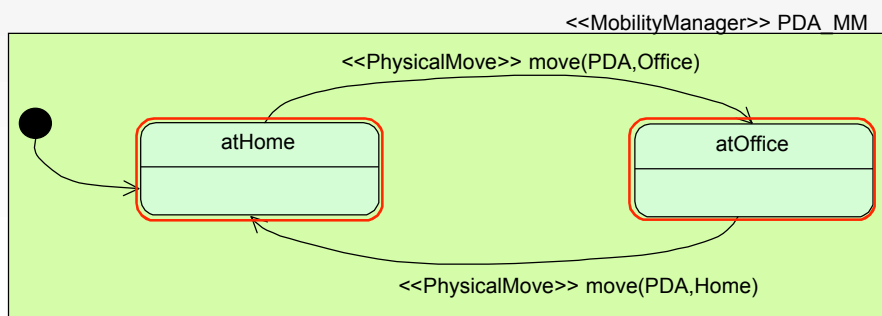 <<MobilityManager>> PDA_MM
<<PhysicalMove>> move(PDA,Office)
atHome
atOffice
<<PhysicalMove>> move(PDA,Home)